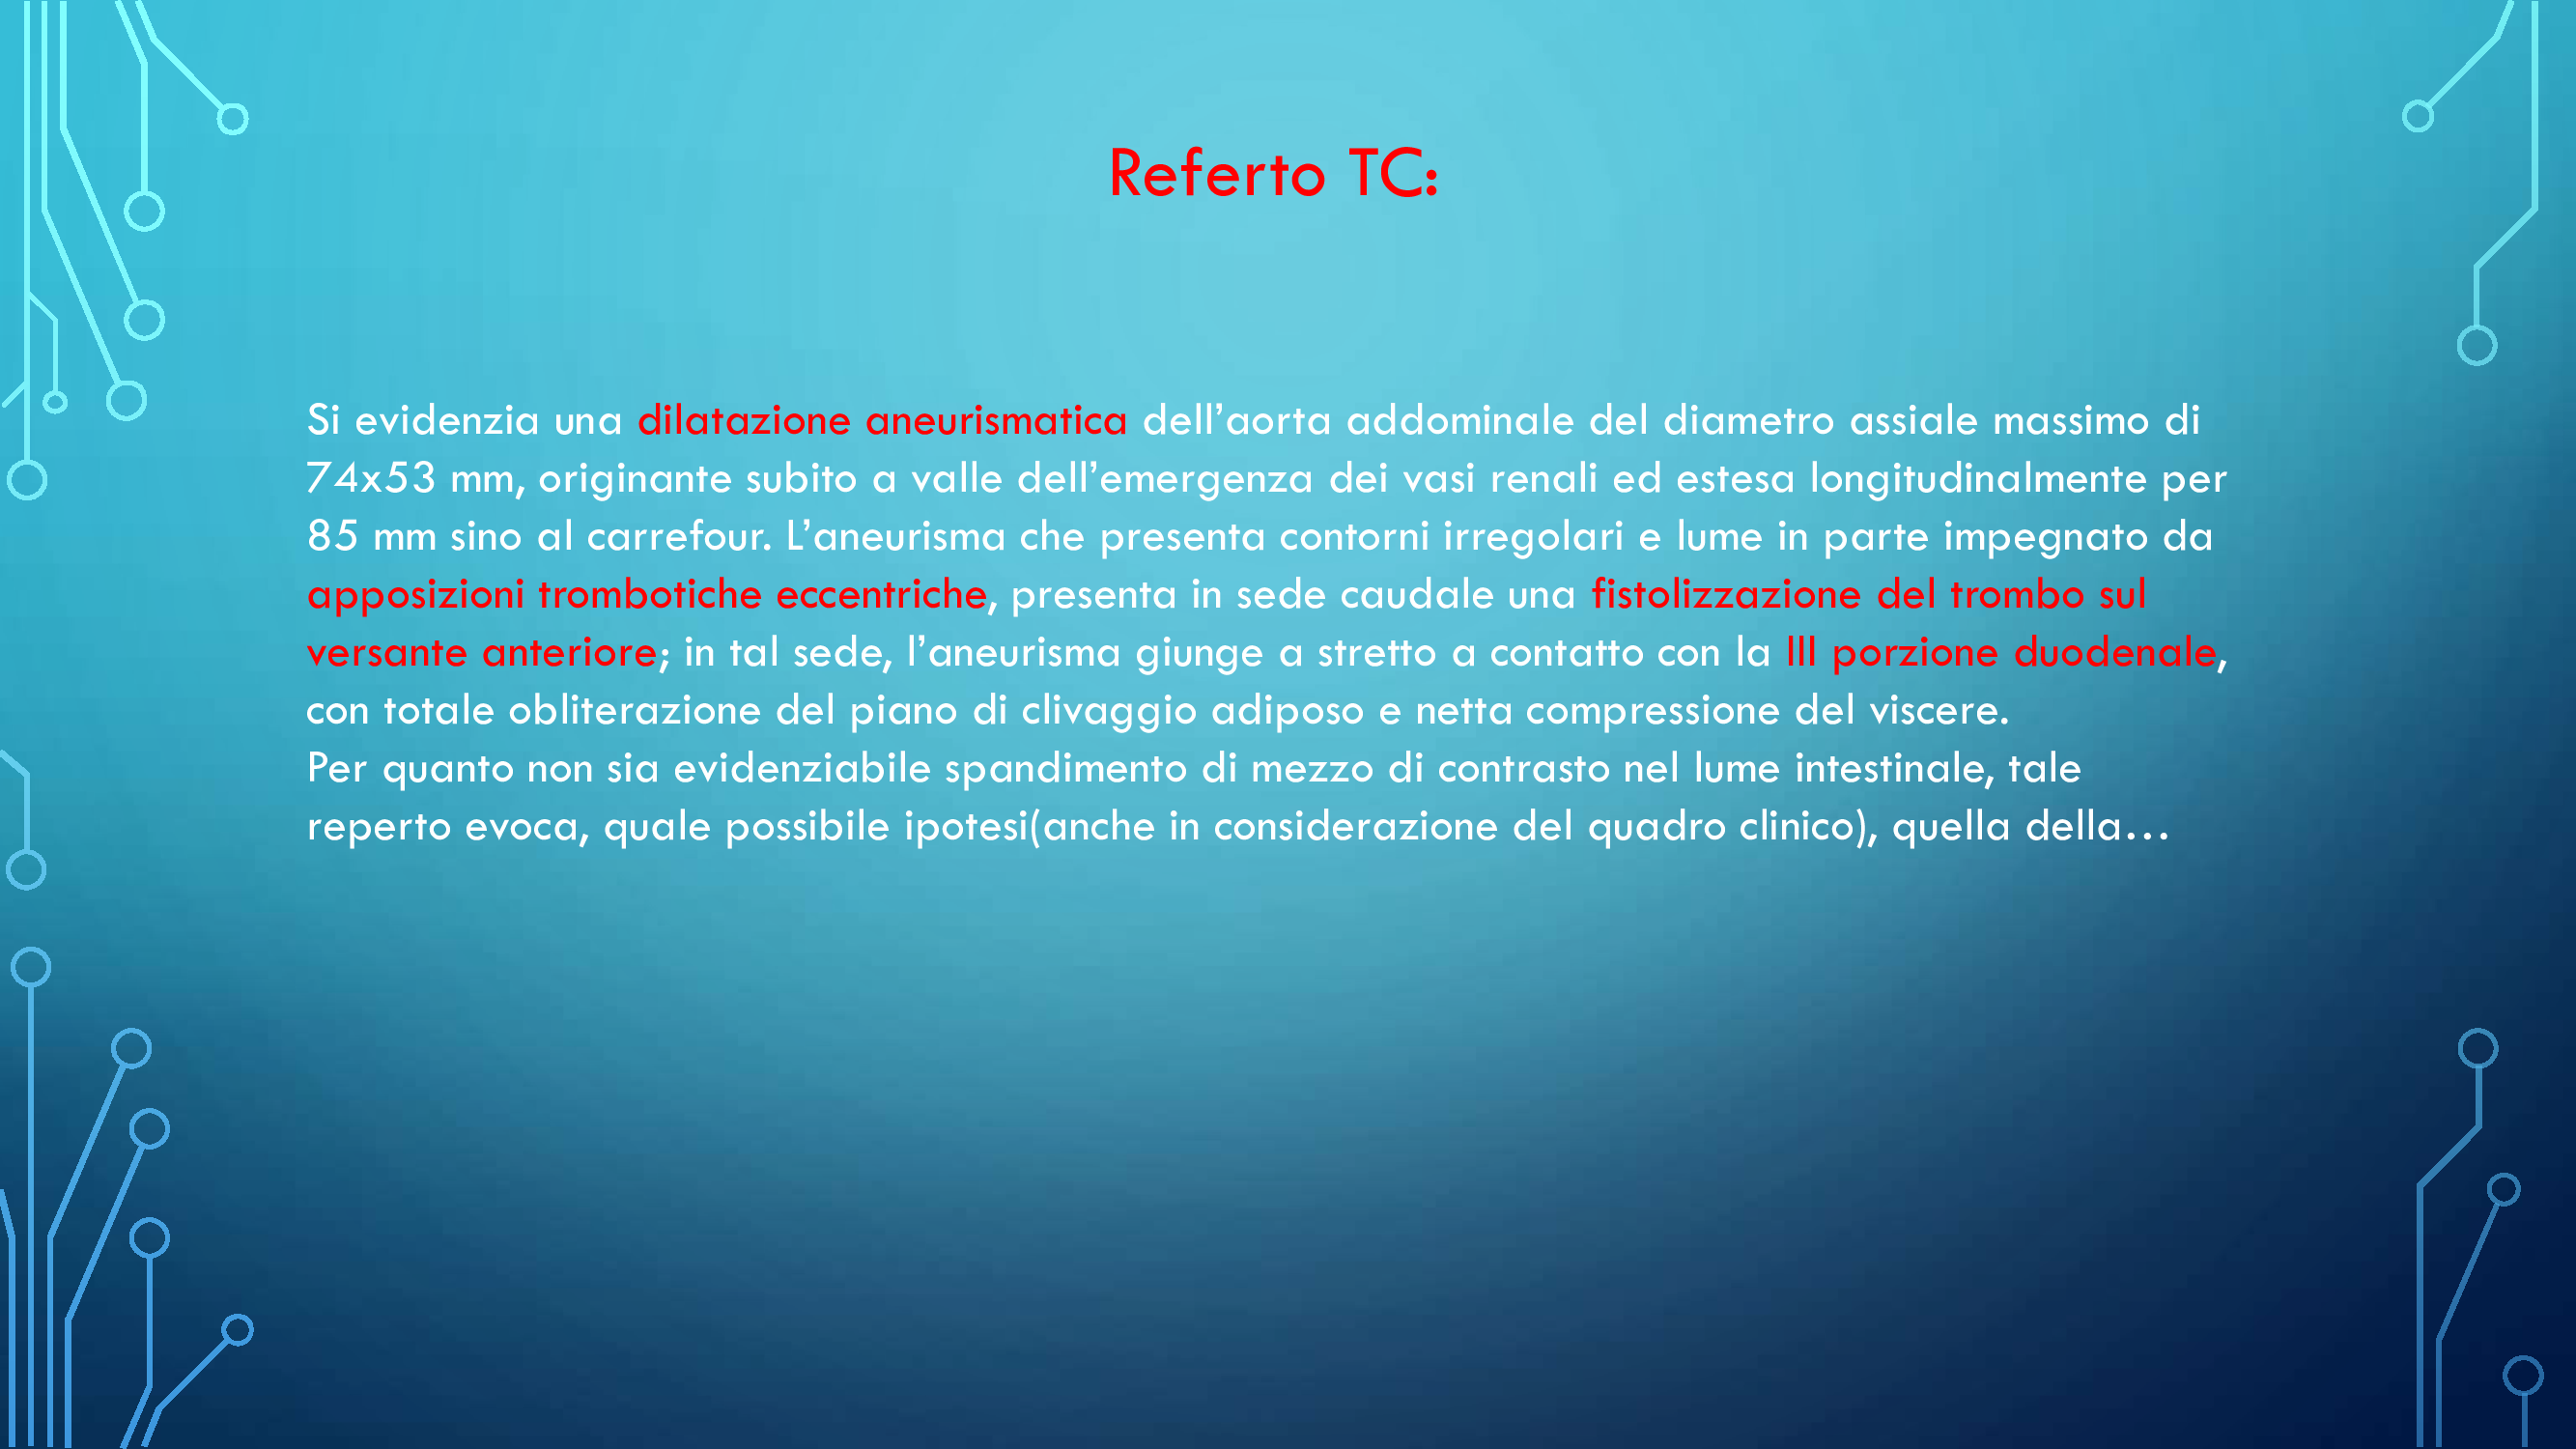 Referto TC:
Si evidenzia una dilatazione aneurismatica dell’aorta addominale del diametro assiale massimo di
74x53 mm, originante subito a valle dell’emergenza dei vasi renali ed estesa longitudinalmente per
85 mm sino al carrefour. L’aneurisma che presenta contorni irregolari e lume in parte impegnato da
apposizioni trombotiche eccentriche, presenta in sede caudale una fistolizzazione del trombo sul
versante anteriore; in tal sede, l’aneurisma giunge a stretto a contatto con la III porzione duodenale,
con totale obliterazione del piano di clivaggio adiposo e netta compressione del viscere.
Per quanto non sia evidenziabile spandimento di mezzo di contrasto nel lume intestinale, tale
reperto evoca, quale possibile ipotesi(anche in considerazione del quadro clinico), quella della…